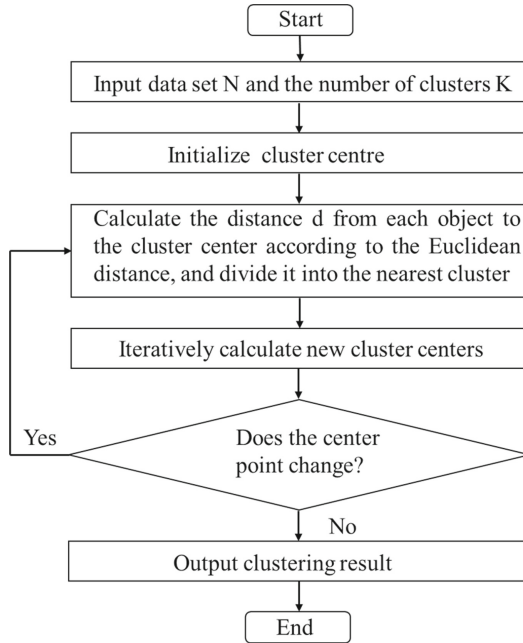 Start
Input data set N and the number of clusters K
Initialize cluster centre
Calculate the distance d from each object to
the cluster center according to the Euclidean
distance, and divide it into the nearest cluster
Iteratively calculate new cluster centers
Does the center
point change?
Yes
No
Output clustering result
End